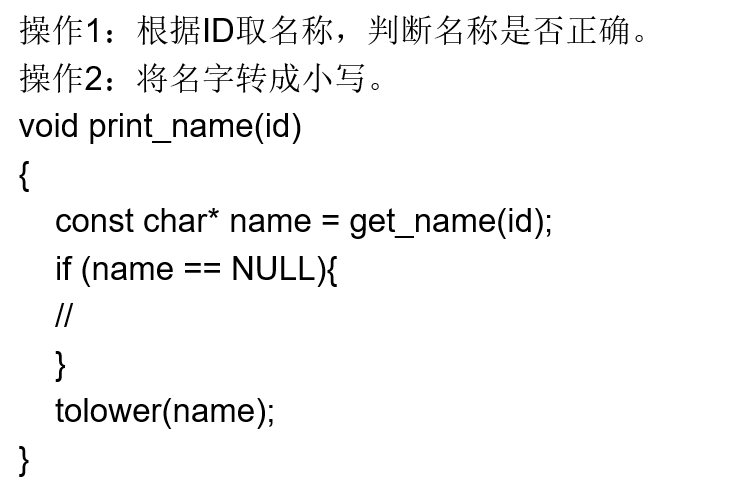 操作1：根据ID取名称，判断名称是否正确。
操作2：将名字转成小写。
void print_name(id)
{
const char* name = get_name(id);
if (name == NULL){
//
}
tolower(name);
}